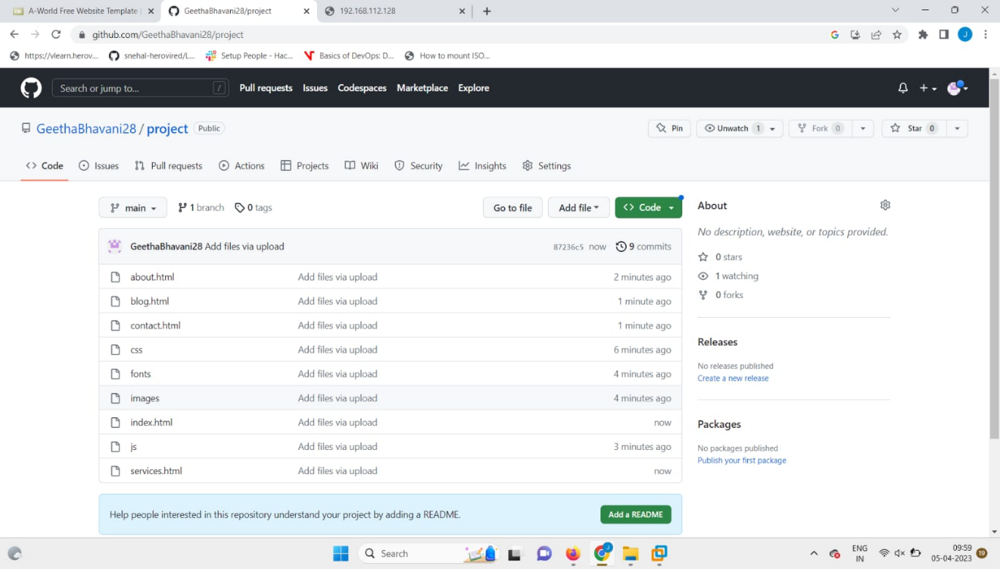 A-World Free Website Template
GeethaBhavani28/project
192.168.112.128
github.com/GeethaBhavani28/project
G
J
https://vlearn.herov...
snehal-herovired/L...
Setup People - Hac...
Basics of DevOps: D...
How to mount ISO...
Search or jump to... /
Pull requests Issues Codespaces Marketplace Explore
GeethaBhavani28 / project Public
Pin
Unwatch 1
Fork 0
Star 0
<> Code Issues Pull requests Actions Projects Wiki Security Insights Settings
main 1 branch 0 tags
Go to file Add file <> Code
GeethaBhavani28 Add files via upload 87236c5 now 9 commits
about.html Add files via upload 2 minutes ago
blog.html Add files via upload 1 minute ago
contact.html Add files via upload 1 minute ago
css Add files via upload 6 minutes ago
fonts Add files via upload 4 minutes ago
images Add files via upload 4 minutes ago
index.html Add files via upload now
js Add files via upload 3 minutes ago
services.html Add files via upload now
Help people interested in this repository understand your project by adding a README. Add a README
About
No description, website, or topics provided.
0 stars
1 watching
0 forks
Releases
No releases published
Create a new release
Packages
No packages published
Publish your first package
Search
J
ENG
IN
09:59
05-04-2023
19